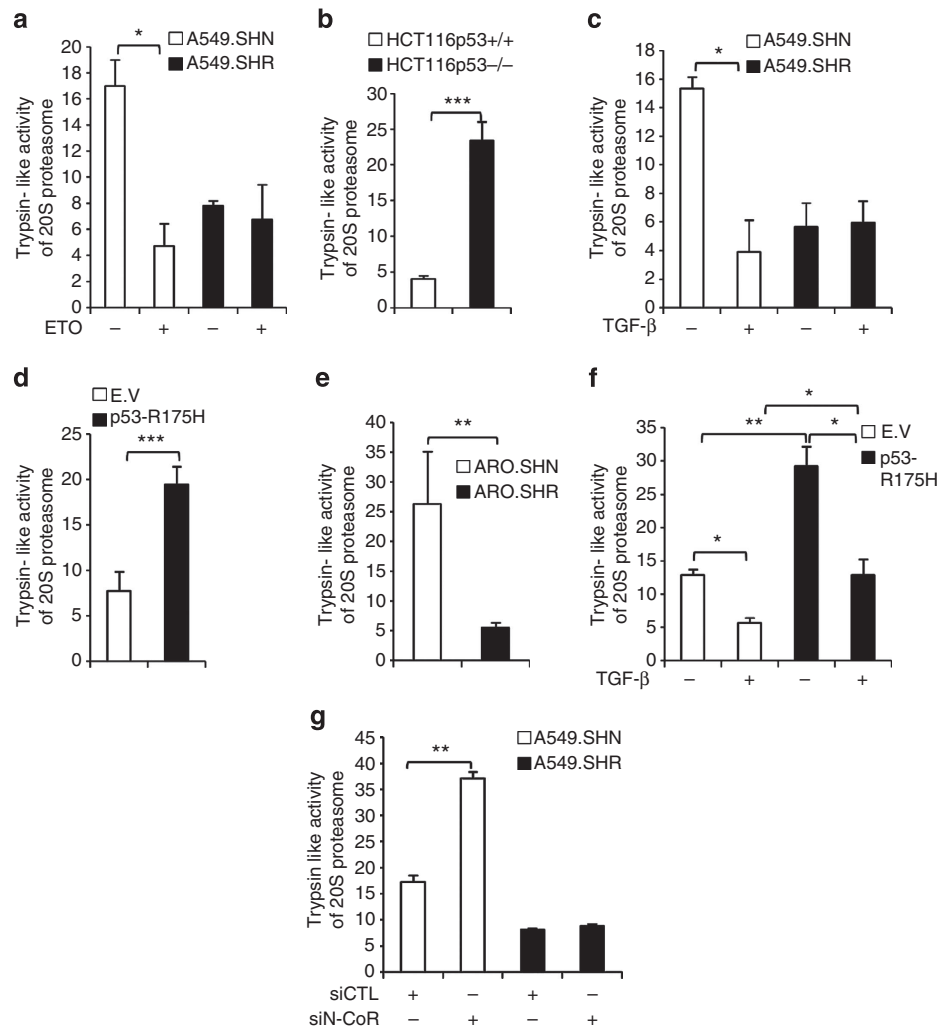 a
A549.SHN
A549.SHR
*
Trypsin- like activity
of 20S proteasome
20
18
16
14
12
10
8
6
4
2
0
ETO – + – +
b
HCT116p53+/+
HCT116p53–/–
***
Trypsin- like activity
of 20S proteasome
30
25
20
15
10
5
0
c
A549.SHN
A549.SHR
*
Trypsin- like activity
of 20S proteasome
18
16
14
12
10
8
6
4
2
0
TGF-β – + – +
d
E.V
p53-R175H
***
Trypsin- like activity
of 20S proteasome
25
20
15
10
5
0
e
**
ARO.SHN
ARO.SHR
Trypsin- like activity
of 20S proteasome
40
35
30
25
20
15
10
5
0
f
*
** *
*
E.V
p53-
R175H
Trypsin- like activity
of 20S proteasome
35
30
25
20
15
10
5
0
TGF-β – + – +
g
A549.SHN
A549.SHR
**
Trypsin like activity
of 20S proteasome
45
40
35
30
25
20
15
10
5
0
siCTL + – + –
siN-CoR – + – +